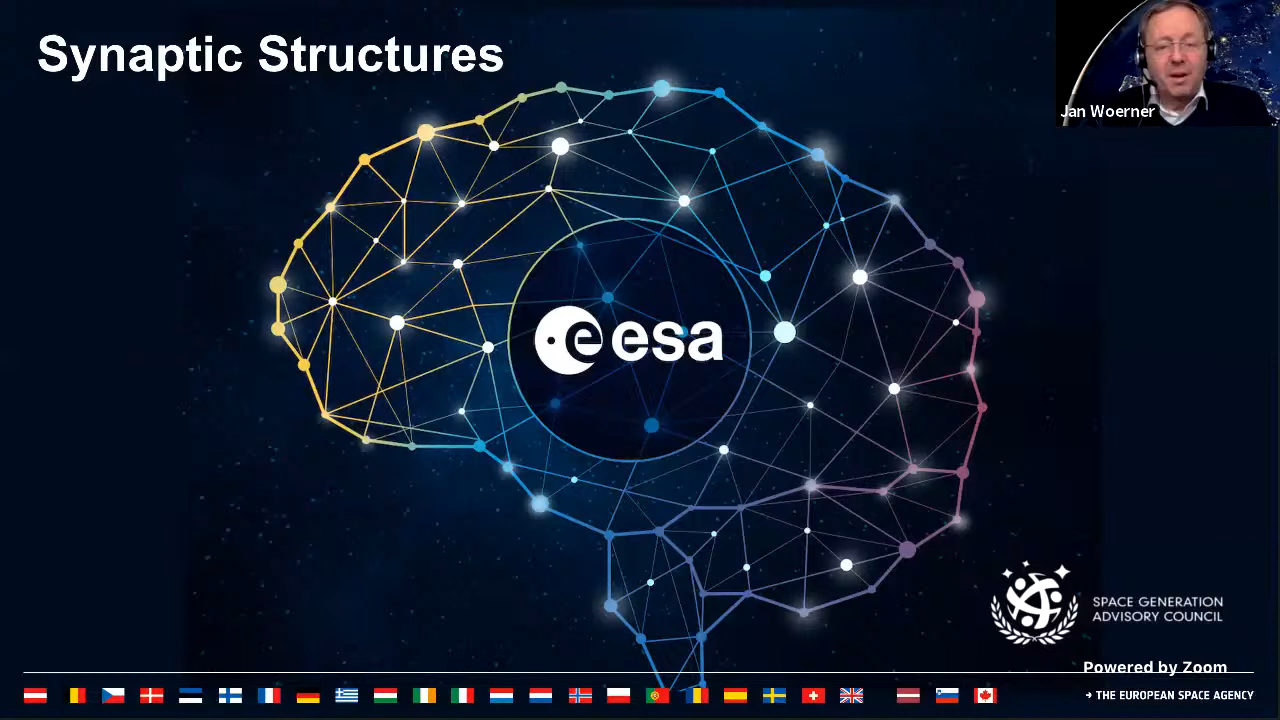 Synaptic Structures
Jan Woerner
esa
SPACE GENERATION
ADVISORY COUNCIL
Powered by Zoom
→ THE EUROPEAN SPACE AGENCY